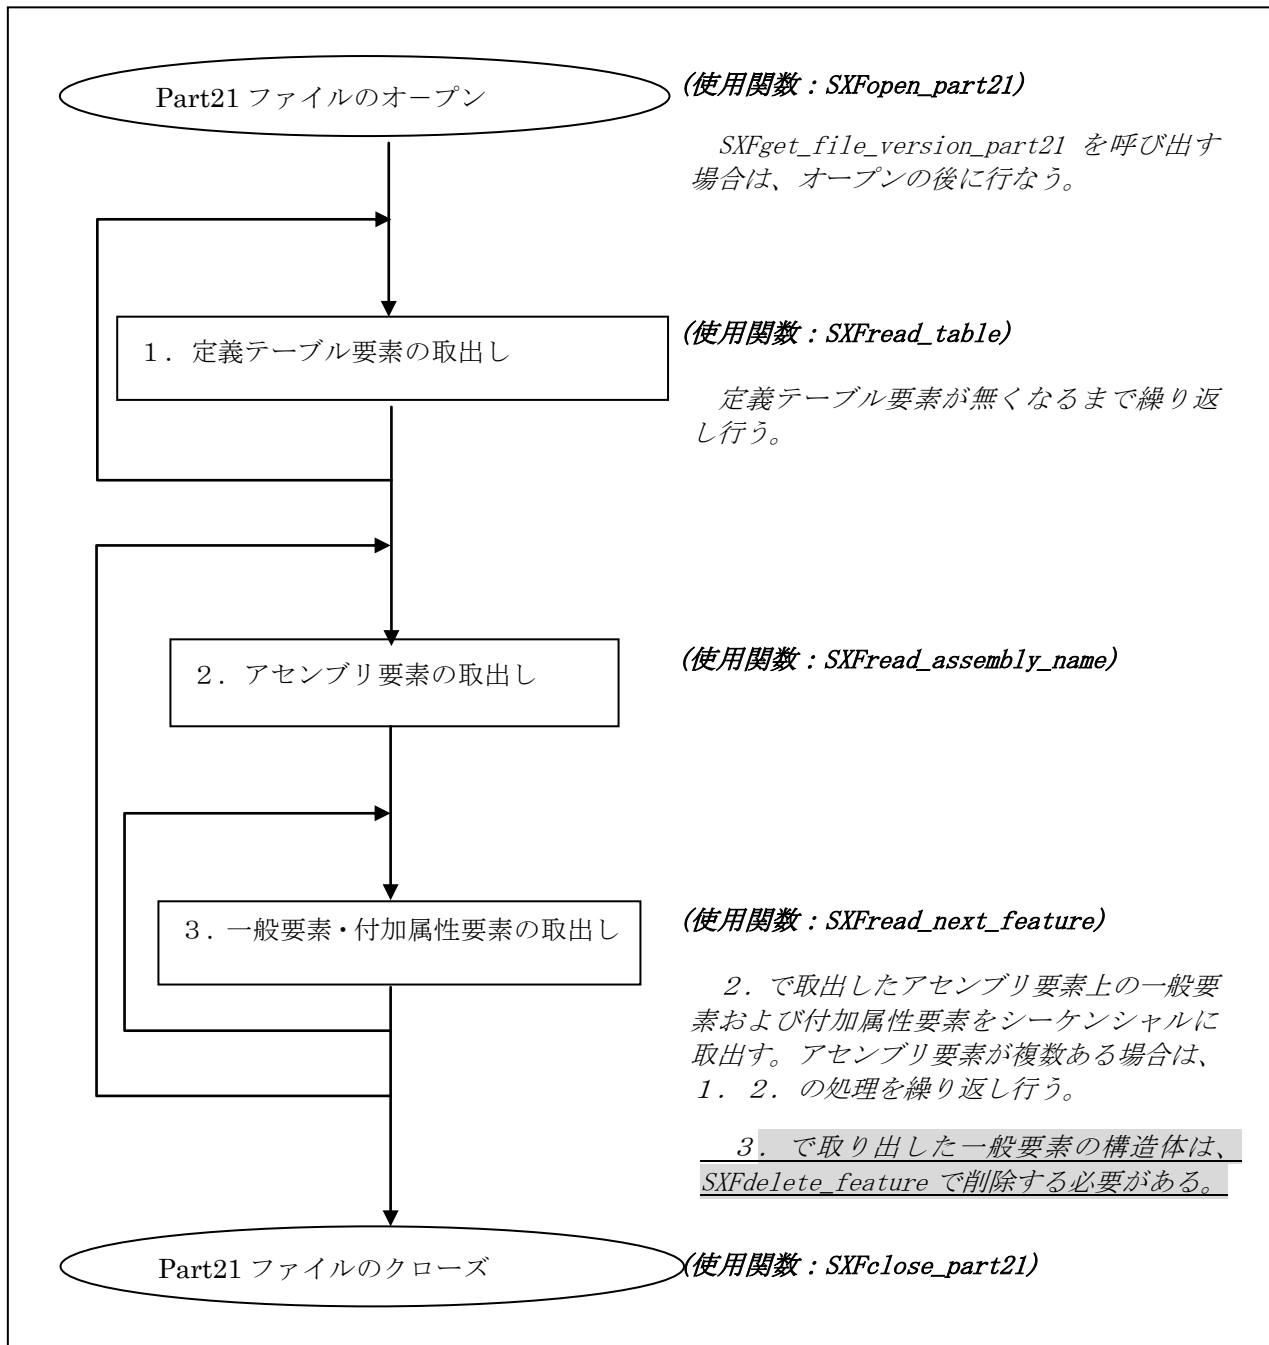 Part21 ファイルのオープン
(使用関数：SXFopen_part21)
SXFget_file_version_part21 を呼び出す
場合は、オープンの後に行なう。
１．定義テーブル要素の取出し
(使用関数：SXFread_table)
定義テーブル要素が無くなるまで繰り返
し行う。
２．アセンブリ要素の取出し
(使用関数：SXFread_assembly_name)
３．一般要素・付加属性要素の取出し
(使用関数：SXFread_next_feature)
２．で取出したアセンブリ要素上の一般要
素および付加属性要素をシーケンシャルに
取出す。アセンブリ要素が複数ある場合は、
１．２．の処理を繰り返し行う。
３．で取り出した一般要素の構造体は、
SXFdelete_feature で削除する必要がある。
Part21 ファイルのクローズ
(使用関数：SXFclose_part21)